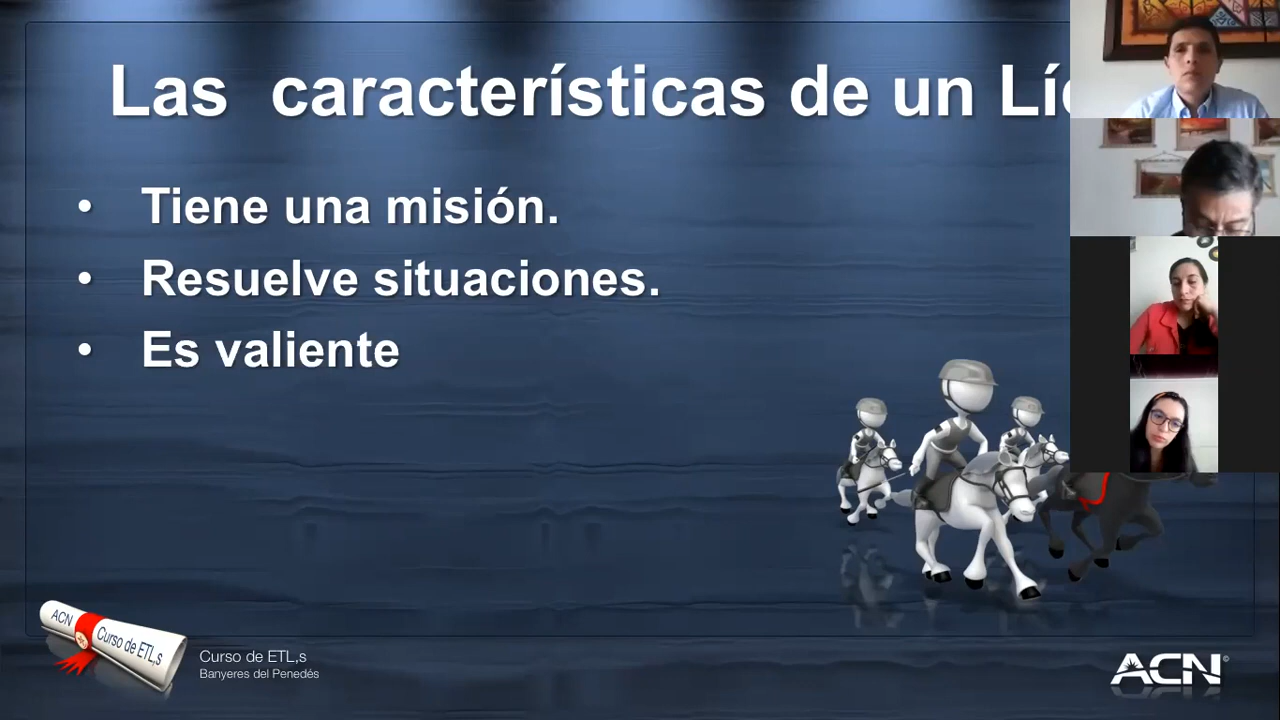 Las características de un Lí
• Tiene una misión.
• Resuelve situaciones.
• Es valiente
ACN
Curso de ETL,s
Curso de ETL,s
Banyeres del Penedés
ACN©